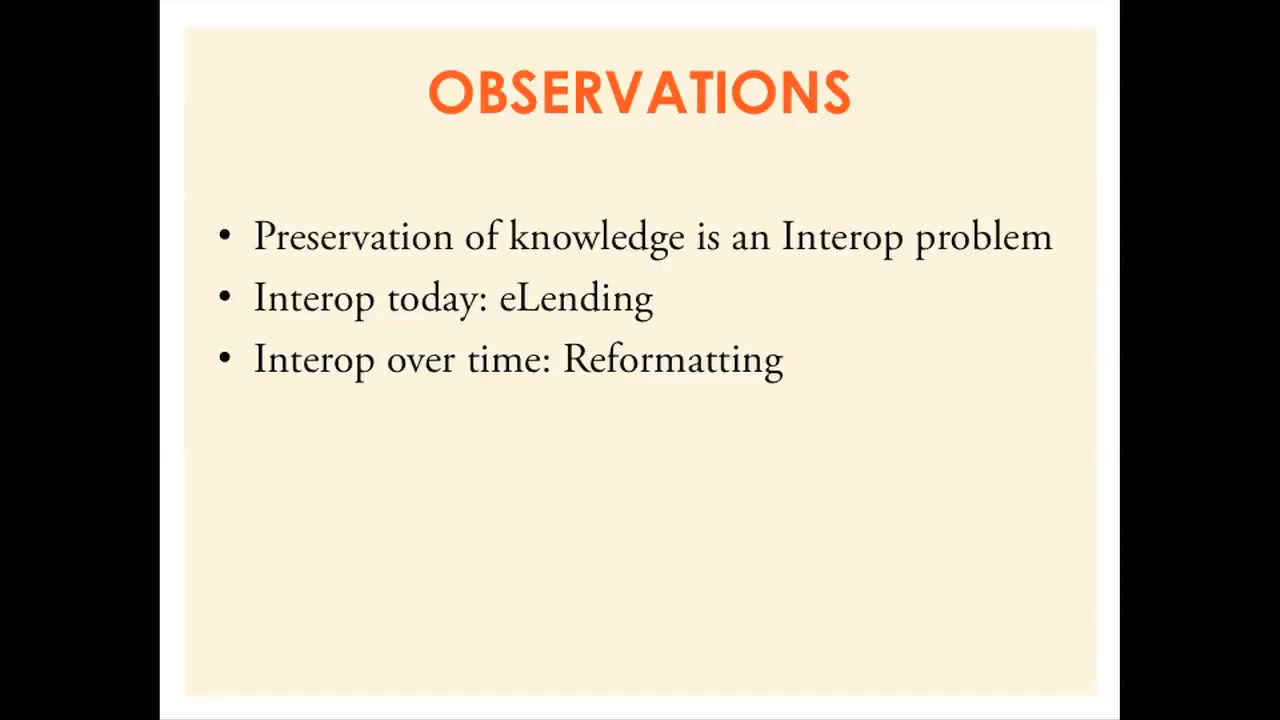 OBSERVATIONS
• Preservation of knowledge is an Interop problem
• Interop today: eLending
• Interop over time: Reformatting